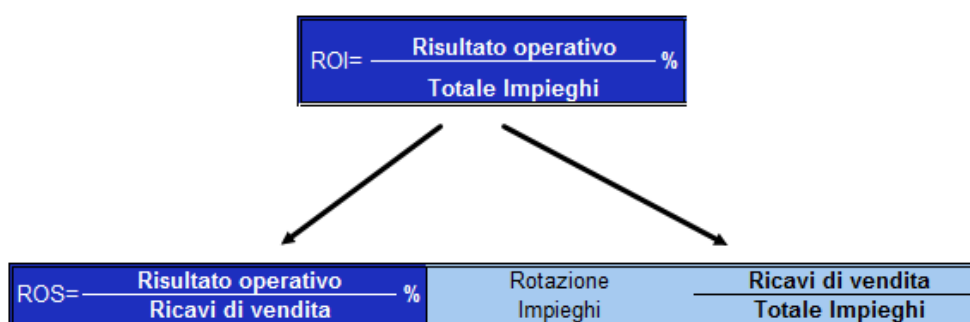 Risultato operativo
ROI= %
Totale Impieghi
Risultato operativo Rotazione Ricavi di vendita
ROS= %
Ricavi di vendita Impieghi Totale Impieghi